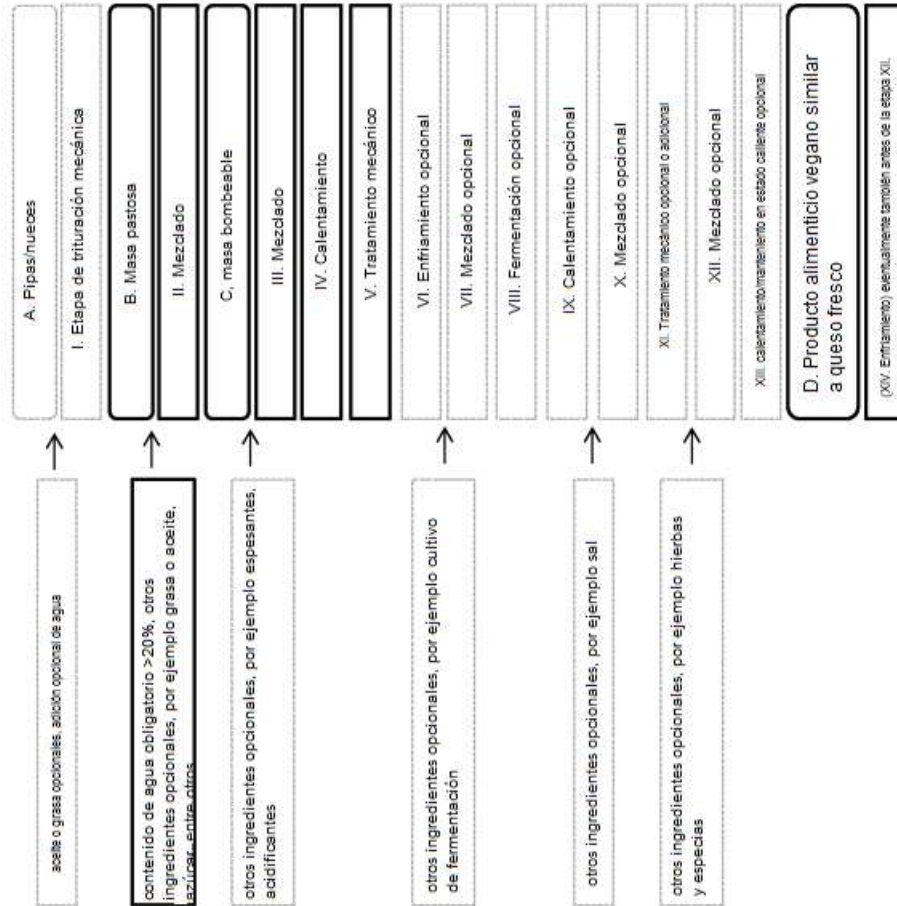 A. Pipas/nueces
I. Etapa de trituración mecánica
B. Masa pastosa
II. Mezclado
C, masa bombeable
III. Mezclado
IV. Calentamiento
V. Tratamiento mecánico
VI. Enfriamiento opcional
VII. Mezclado opcional
VIII. Fermentación opcional
IX. Calentamiento opcional
X. Mezclado opcional
XI. Tratamiento mecánico opcional o adicional
XII. Mezclado opcional
XIII. calentamiento/manteniento en estado caliente opcional
D. Producto alimenticio vegano similar
a queso fresco
(XIV. Enfriamiento) eventualmente también antes de la etapa XII.
aceite o grasa opcionales, adición opcional de agua
contenido de agua obligatorio >20%, otros
ingredientes opcionales, por ejemplo grasa o aceite,
azúcar, entre otros
otros ingredientes opcionales, por ejemplo espesantes,
acidificantes
otros ingredientes opcionales, por ejemplo cultivo
de fermentación
otros ingredientes opcionales, por ejemplo sal
otros ingredientes opcionales, por ejemplo hierbas
y especias